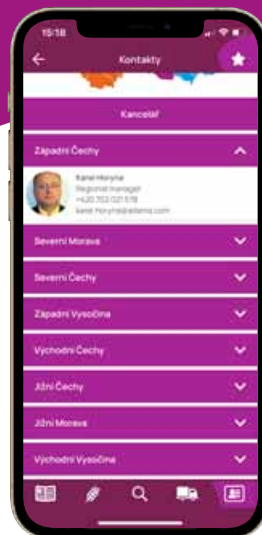 15:18
Kontakty
Kancelář
Západní Čechy
Karel Horyna
Regional manager
Severní Morava
Severní Čechy
Západní Vysočina
Východní Čechy
Jižní Čechy
Jižní Morava
Východní Vysočina